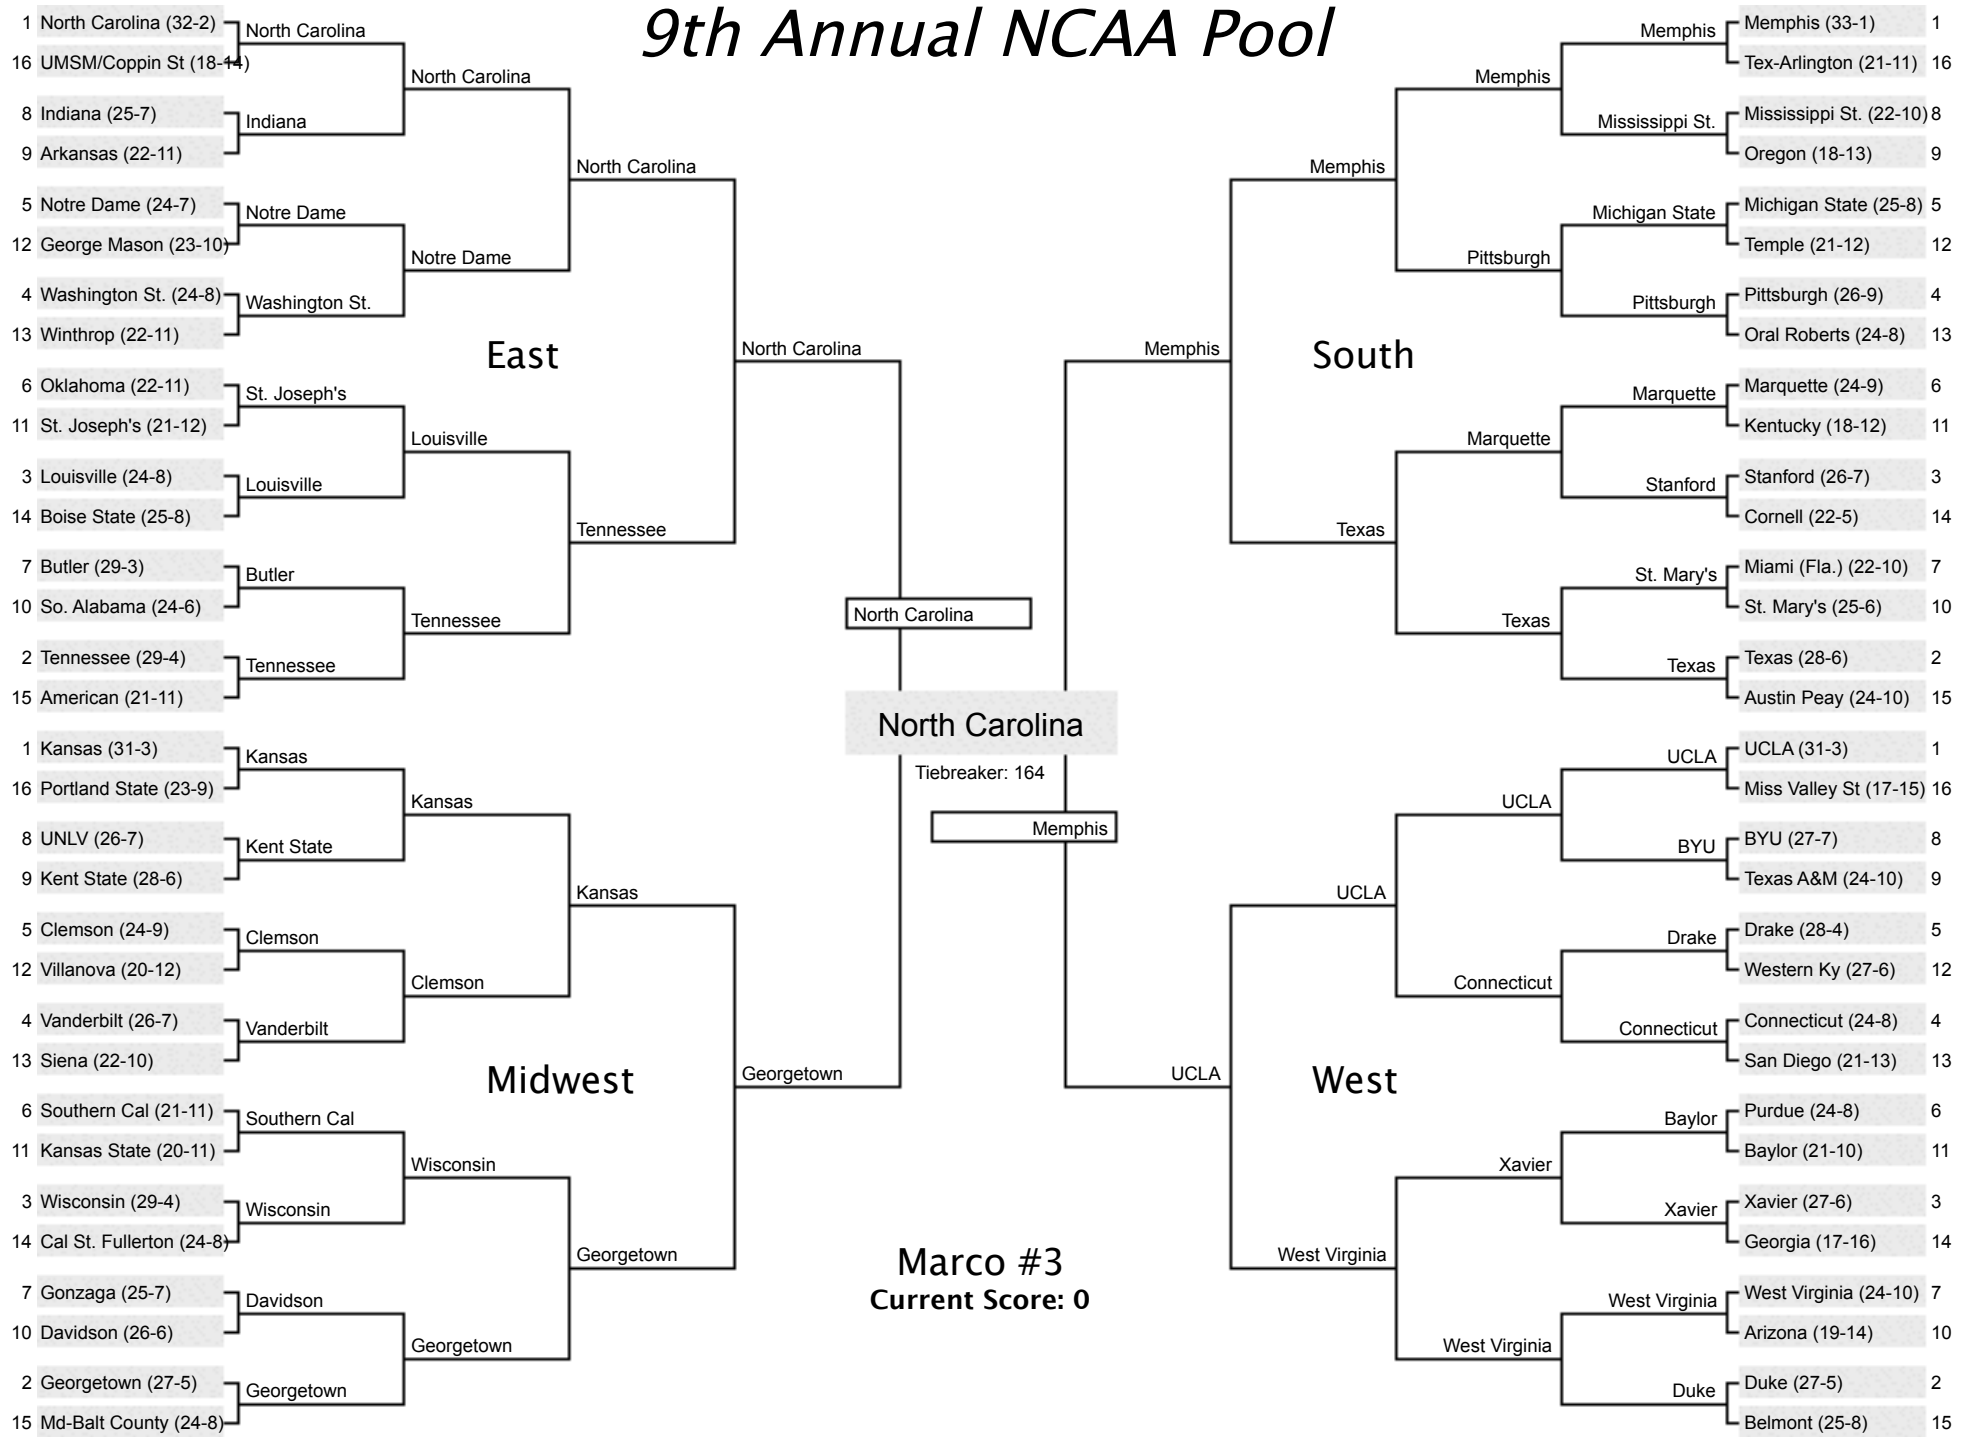 9th Annual NCAA Pool
1 North Carolina (32-2)
16 UMSM/Coppin St (18-14)
8 Indiana (25-7)
9 Arkansas (22-11)
5 Notre Dame (24-7)
12 George Mason (23-10)
4 Washington St. (24-8)
13 Winthrop (22-11)
6 Oklahoma (22-11)
11 St. Joseph's (21-12)
3 Louisville (24-8)
14 Boise State (25-8)
7 Butler (29-3)
10 So. Alabama (24-6)
2 Tennessee (29-4)
15 American (21-11)
North Carolina
Indiana
Notre Dame
Washington St.
St. Joseph's
Louisville
Butler
Tennessee
North Carolina
Notre Dame
Louisville
Tennessee
North Carolina
Tennessee
East
North Carolina
1 Kansas (31-3)
16 Portland State (23-9)
8 UNLV (26-7)
9 Kent State (28-6)
5 Clemson (24-9)
12 Villanova (20-12)
4 Vanderbilt (26-7)
13 Siena (22-10)
6 Southern Cal (21-11)
11 Kansas State (20-11)
3 Wisconsin (29-4)
14 Cal St. Fullerton (24-8)
7 Gonzaga (25-7)
10 Davidson (26-6)
2 Georgetown (27-5)
15 Md-Balt County (24-8)
Kansas
Kent State
Clemson
Vanderbilt
Southern Cal
Wisconsin
Davidson
Georgetown
Kansas
Clemson
Wisconsin
Georgetown
Kansas
Georgetown
Midwest
Georgetown
North Carolina
North Carolina
Tiebreaker: 164
Memphis
Marco #3
Current Score: 0
Memphis
South
Memphis
Texas
Memphis
Pittsburgh
Marquette
Texas
Memphis
Mississippi St.
Michigan State
Pittsburgh
Marquette
Stanford
St. Mary's
Texas
Memphis (33-1) 1
Tex-Arlington (21-11) 16
Mississippi St. (22-10) 8
Oregon (18-13) 9
Michigan State (25-8) 5
Temple (21-12) 12
Pittsburgh (26-9) 4
Oral Roberts (24-8) 13
Marquette (24-9) 6
Kentucky (18-12) 11
Stanford (26-7) 3
Cornell (22-5) 14
Miami (Fla.) (22-10) 7
St. Mary's (25-6) 10
Texas (28-6) 2
Austin Peay (24-10) 15
UCLA
West
UCLA
West Virginia
UCLA
Connecticut
Xavier
West Virginia
UCLA
BYU
Drake
Connecticut
Baylor
Xavier
West Virginia
Duke
UCLA (31-3) 1
Miss Valley St (17-15) 16
BYU (27-7) 8
Texas A&M (24-10) 9
Drake (28-4) 5
Western Ky (27-6) 12
Connecticut (24-8) 4
San Diego (21-13) 13
Purdue (24-8) 6
Baylor (21-10) 11
Xavier (27-6) 3
Georgia (17-16) 14
West Virginia (24-10) 7
Arizona (19-14) 10
Duke (27-5) 2
Belmont (25-8) 15